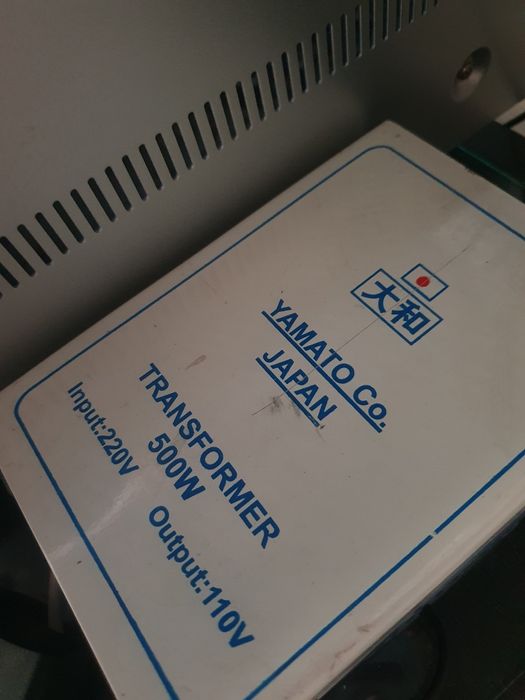 大和
YAMATO Co.
JAPAN
TRANSFORMER
500W
Input:220V
Output:110V